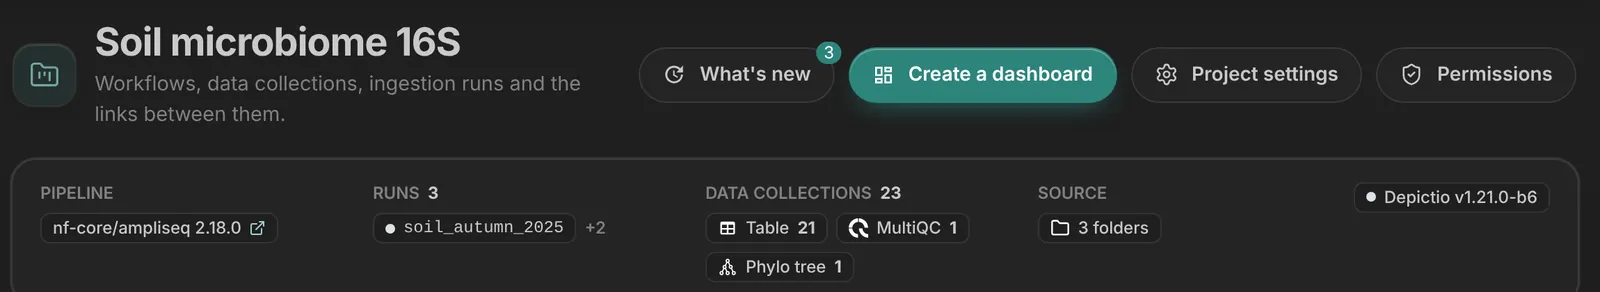 Soil microbiome 16S
Workflows, data collections, ingestion runs and the
links between them.
What's new
3
Create a dashboard
Project settings
Permissions
PIPELINE
nf-core/ampliseq 2.18.0
RUNS 3
soil_autumn_2025 +2
DATA COLLECTIONS 23
Table 21
MultiQC 1
Phylo tree 1
SOURCE
3 folders
Depictio v1.21.0-b6